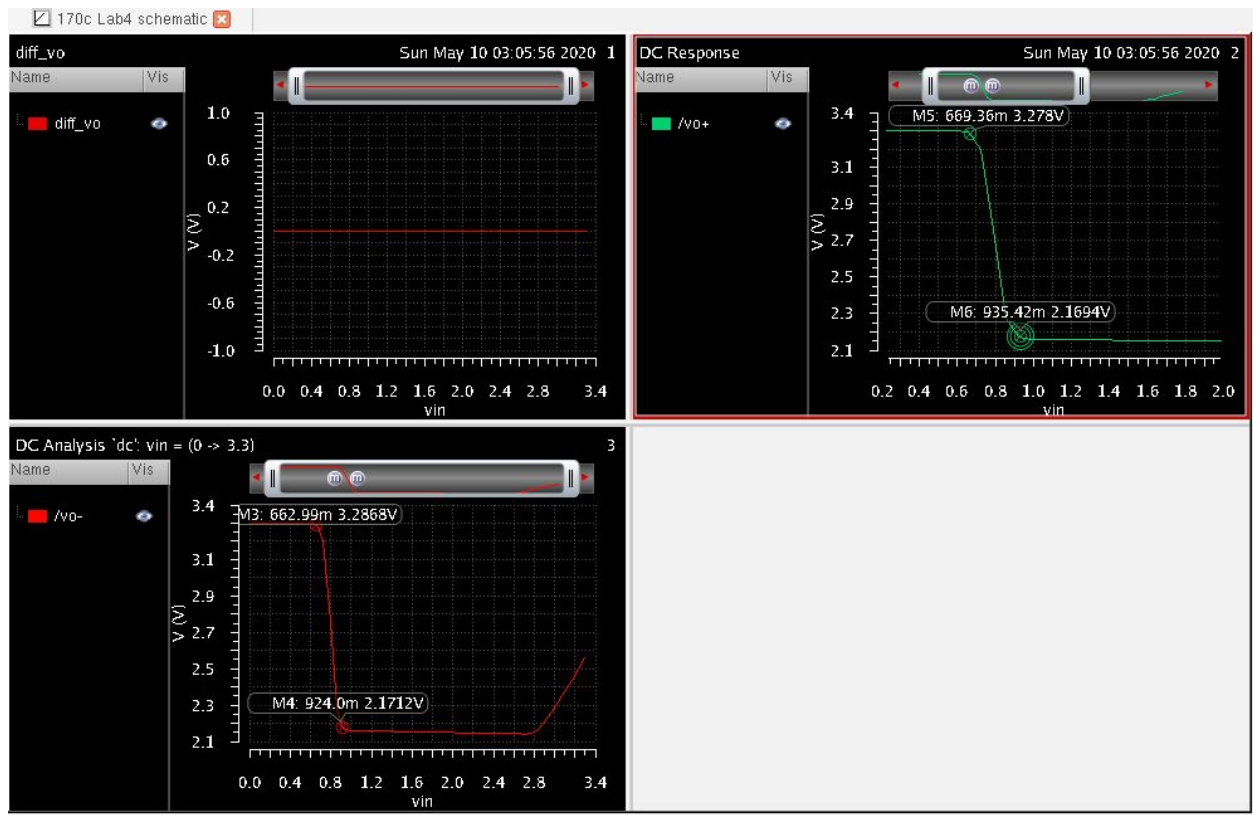 170c Lab4 schematic
diff_vo Sun May 10 03:05:56 2020 1
Name Vis
diff_vo
V (V)
1.0
0.6
0.2
-0.2
-0.6
-1.0
0.0 0.4 0.8 1.2 1.6 2.0 2.4 2.8 3.4
vin
DC Response Sun May 10 03:05:56 2020 2
Name Vis
/vo+
m m
V (V)
3.4
3.1
2.9
2.7
2.5
2.3
2.1
M5: 669.36m 3.278V
M6: 935.42m 2.1694V
0.2 0.4 0.6 0.8 1.0 1.2 1.4 1.6 1.8 2.0
vin
DC Analysis `dc': vin = (0 -> 3.3) 3
Name Vis
/vo-
m m
V (V)
3.4
3.1
2.9
2.7
2.5
2.3
2.1
M3: 662.99m 3.2868V
M4: 924.0m 2.1712V
0.0 0.4 0.8 1.2 1.6 2.0 2.4 2.8 3.4
vin